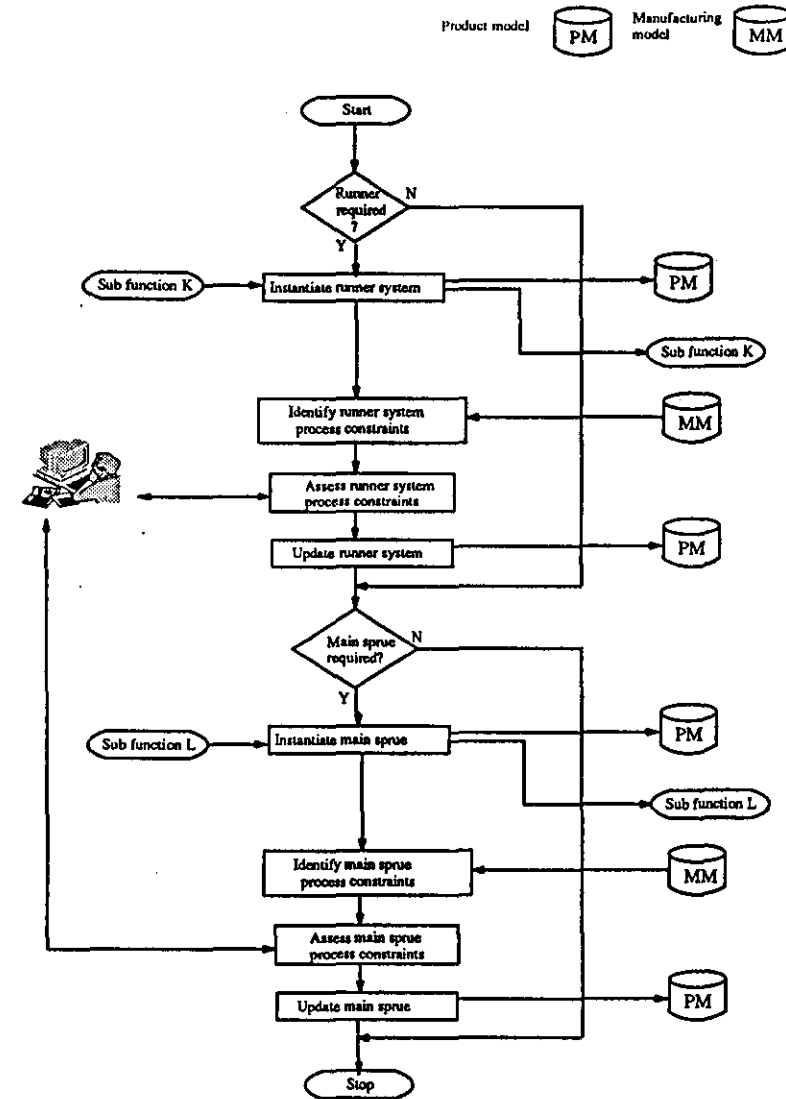 Product model
PM
Manufacturing
model
MM
Start
Runner
required
?
N
Y
Sub function K
Instantiate runner system
PM
Sub function K
Identify runner system
process constraints
MM
Assess runner system
process constraints
Update runner system
PM
Main sprue
required?
N
Y
Sub function L
Instantiate main sprue
PM
Sub function L
Identify main sprue
process constraints
MM
Assess main sprue
process constraints
Update main sprue
PM
Stop